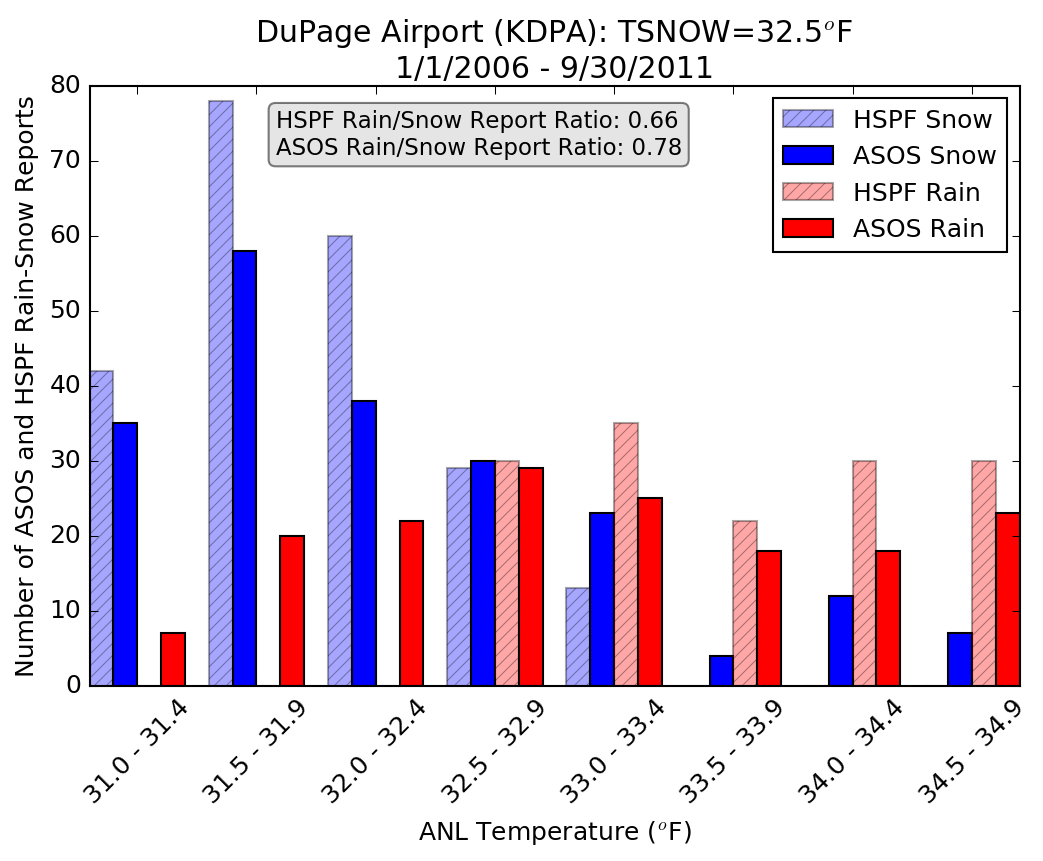 DuPage Airport (KDPA): TSNOW=32.5°F
1/1/2006 - 9/30/2011
HSPF Rain/Snow Report Ratio: 0.66
ASOS Rain/Snow Report Ratio: 0.78
HSPF Snow
ASOS Snow
HSPF Rain
ASOS Rain
Number of ASOS and HSPF Rain-Snow Reports
80
70
60
50
40
30
20
10
0
31.0 - 31.4
31.5 - 31.9
32.0 - 32.4
32.5 - 32.9
33.0 - 33.4
33.5 - 33.9
34.0 - 34.4
34.5 - 34.9
ANL Temperature (°F)